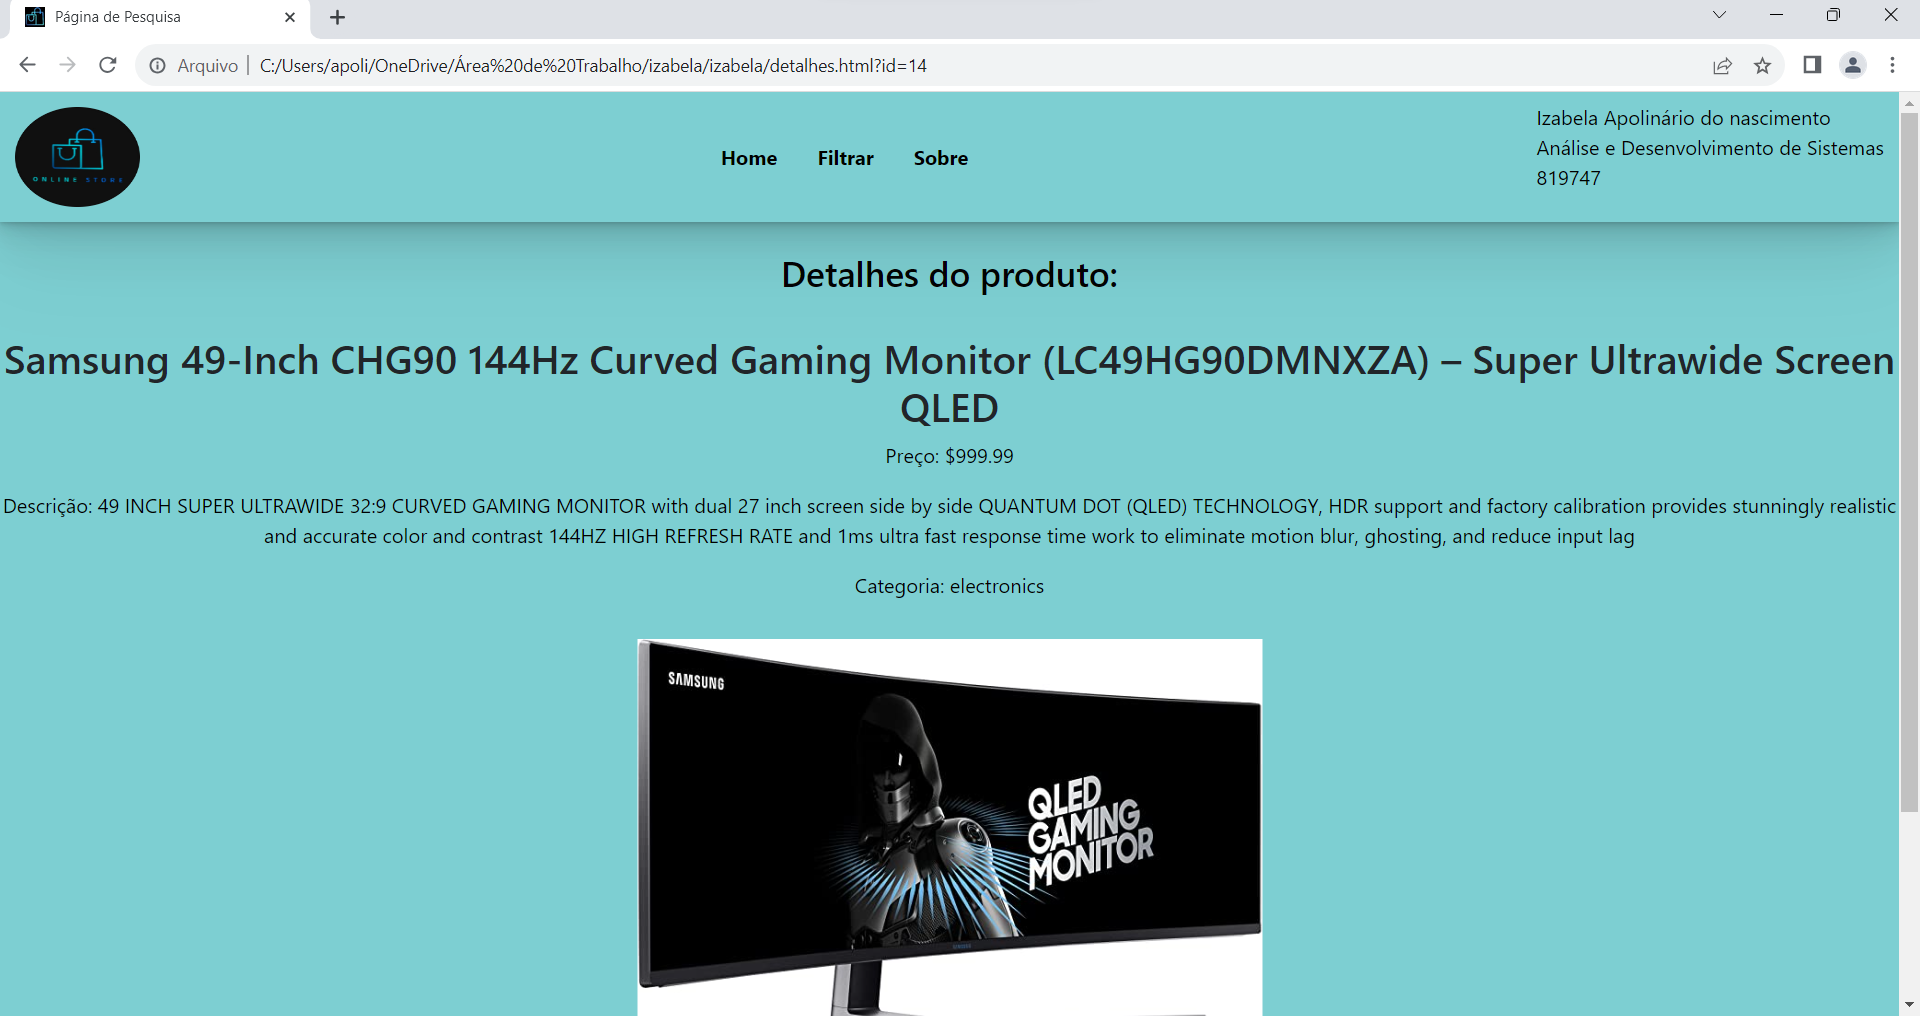 Página de Pesquisa
Arquivo
C:/Users/apoli/OneDrive/Área%20de%20Trabalho/izabela/izabela/detalhes.html?id=14
ONLINE STORE
Home
Filtrar
Sobre
Izabela Apolinário do nascimento
Análise e Desenvolvimento de Sistemas
819747
Detalhes do produto:
Samsung 49-Inch CHG90 144Hz Curved Gaming Monitor (LC49HG90DMNXZA) – Super Ultrawide Screen
QLED
Preço: $999.99
Descrição: 49 INCH SUPER ULTRAWIDE 32:9 CURVED GAMING MONITOR with dual 27 inch screen side by side QUANTUM DOT (QLED) TECHNOLOGY, HDR support and factory calibration provides stunningly realistic
and accurate color and contrast 144HZ HIGH REFRESH RATE and 1ms ultra fast response time work to eliminate motion blur, ghosting, and reduce input lag
Categoria: electronics
SAMSUNG
QLED
GAMING
MONITOR
SAMSUNG